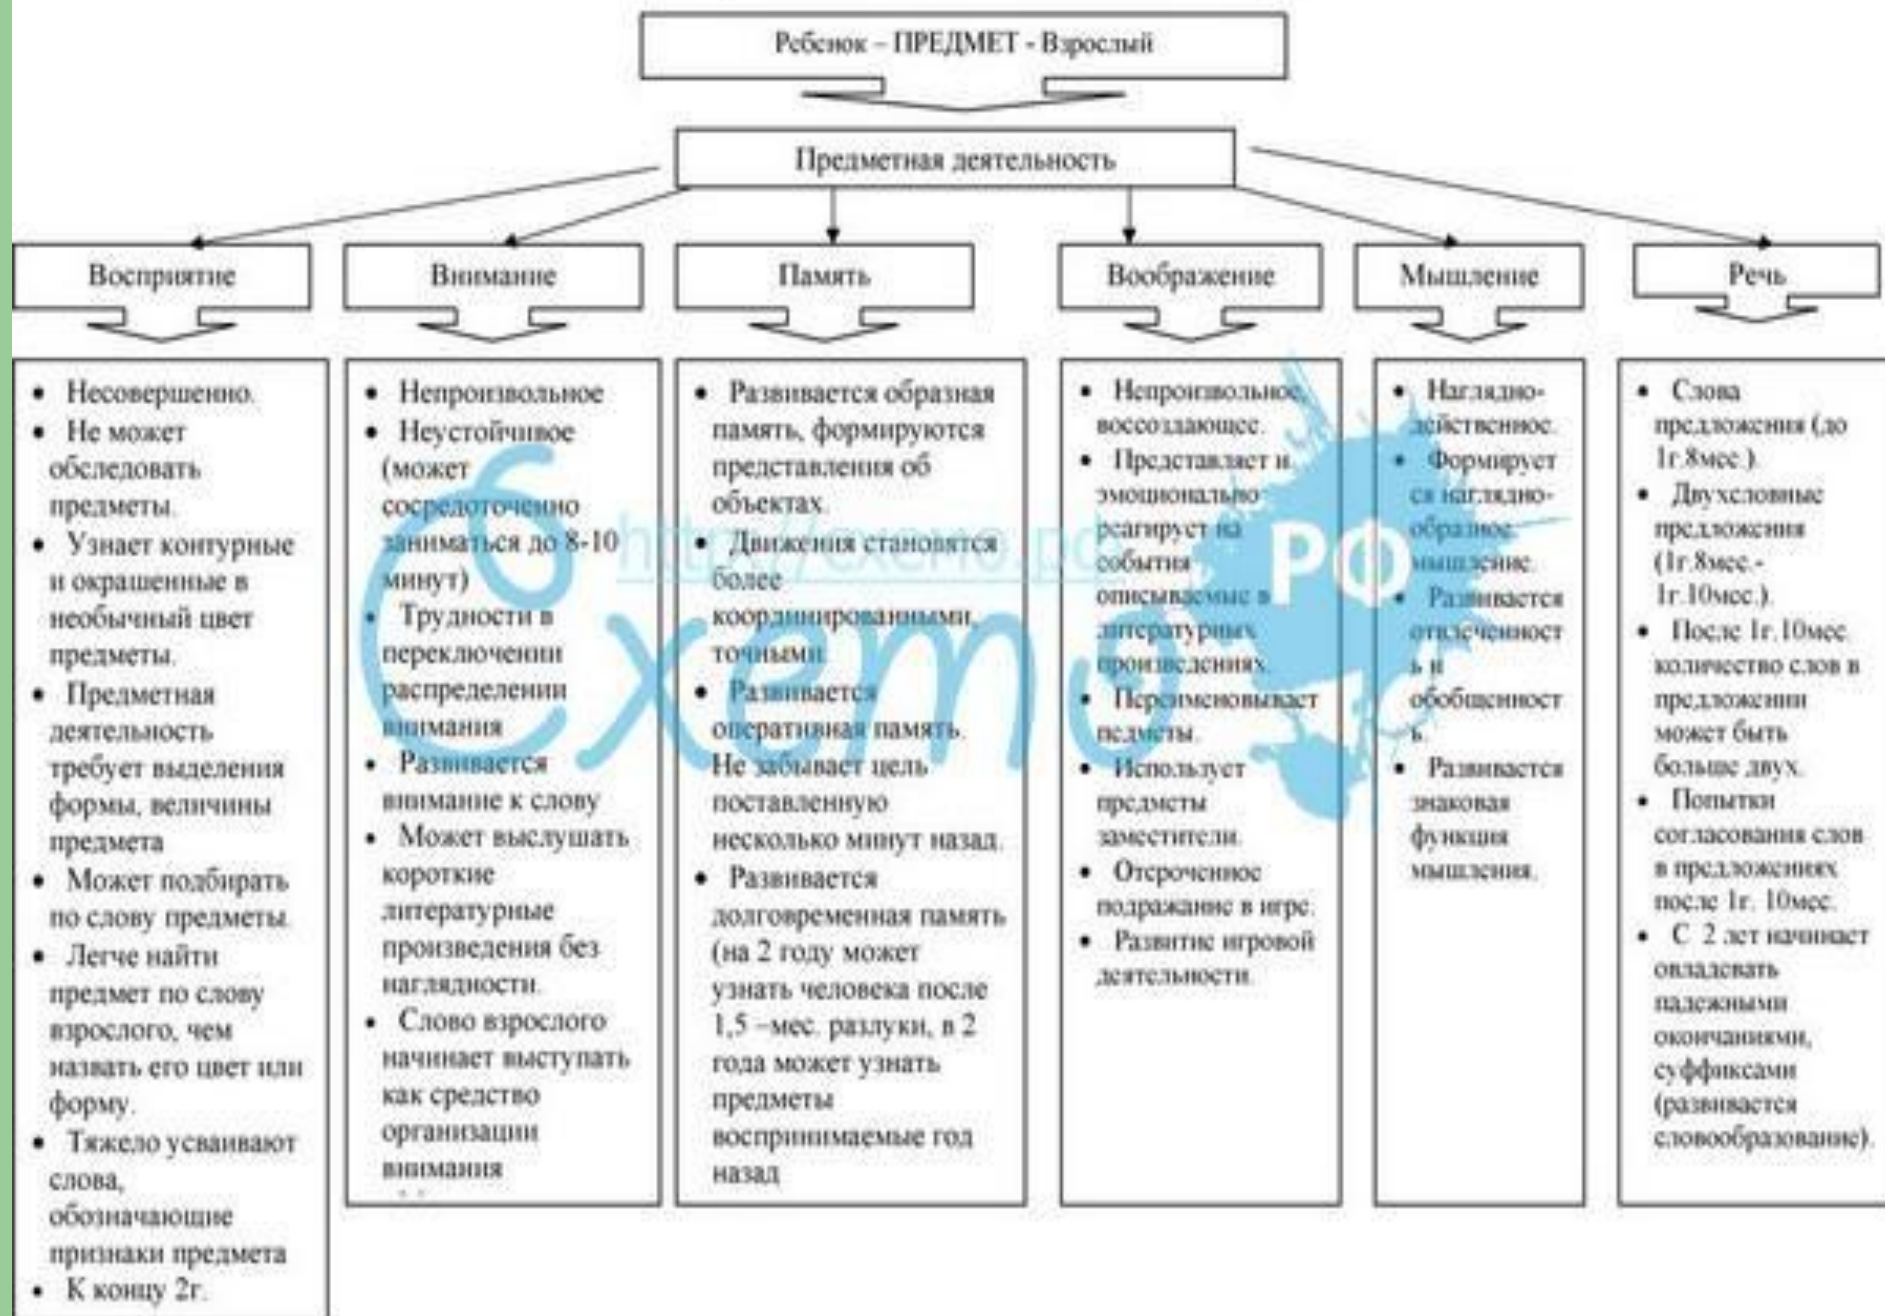 Ребенок – ПРЕДМЕТ - Взрослый
Предметная деятельность
Восприятие
Внимание
Память
Воображение
Мышление
Речь
• Несовершенно.
• Не может
обследовать
предметы.
• Узнает контурные
и окрашенные в
необычный цвет
предметы.
• Предметная
деятельность
требует выделения
формы, величины
предмета
• Может подбирать
по слову предметы.
• Легче найти
предмет по слову
взрослого, чем
назвать его цвет или
форму.
• Тяжело усваивают
слова,
обозначающие
признаки предмета
• К концу 2г.
• Непроизвольное
• Неустойчивое
(может
сосредоточенно
заниматься до 8-10
минут)
• Трудности в
переключении
распределении
внимания
• Развивается
внимание к слову
• Может выслушать
короткие
литературные
произведения без
наглядности.
• Слово взрослого
начинает выступать
как средство
организации
внимания
• Развивается образная
память, формируются
представления об
объектах.
• Движения становятся
более
координированными,
точными.
• Развивается
оперативная память.
Не забывает цель
поставленную
несколько минут назад.
• Развивается
долговременная память
(на 2 году может
узнать человека после
1,5 –мес. разлуки, в 2
года может узнать
предметы
воспринимаемые год
назад
• Непроизвольное,
воссоздающее.
• Представляет и
эмоционально
реагирует на
события
описываемые в
литературных
произведениях.
• Переименовывает
педметы.
• Использует
предметы
заместители.
• Отсроченное
подражание в игре.
• Развитие игровой
деятельности.
• Наглядно-
действенное.
• Формирует
ся наглядно-
образное
мышление.
• Развивается
отвлеченност
ь и
обобщенност
ь.
• Развивается
знаковая
функция
мышления.
• Слова
предложения (до
1г.8мес.).
• Двухсловные
предложения
(1г.8мес.-
1г.10мес.).
• После 1г.10мес.
количество слов в
предложении
может быть
больше двух.
• Попытки
согласования слов
в предложениях
после 1г. 10мес.
• С 2 лет начинает
овладевать
падежными
окончаниями,
суффиксами
(развивается
словообразование).
http://схемо.рф
Схемо
РФ